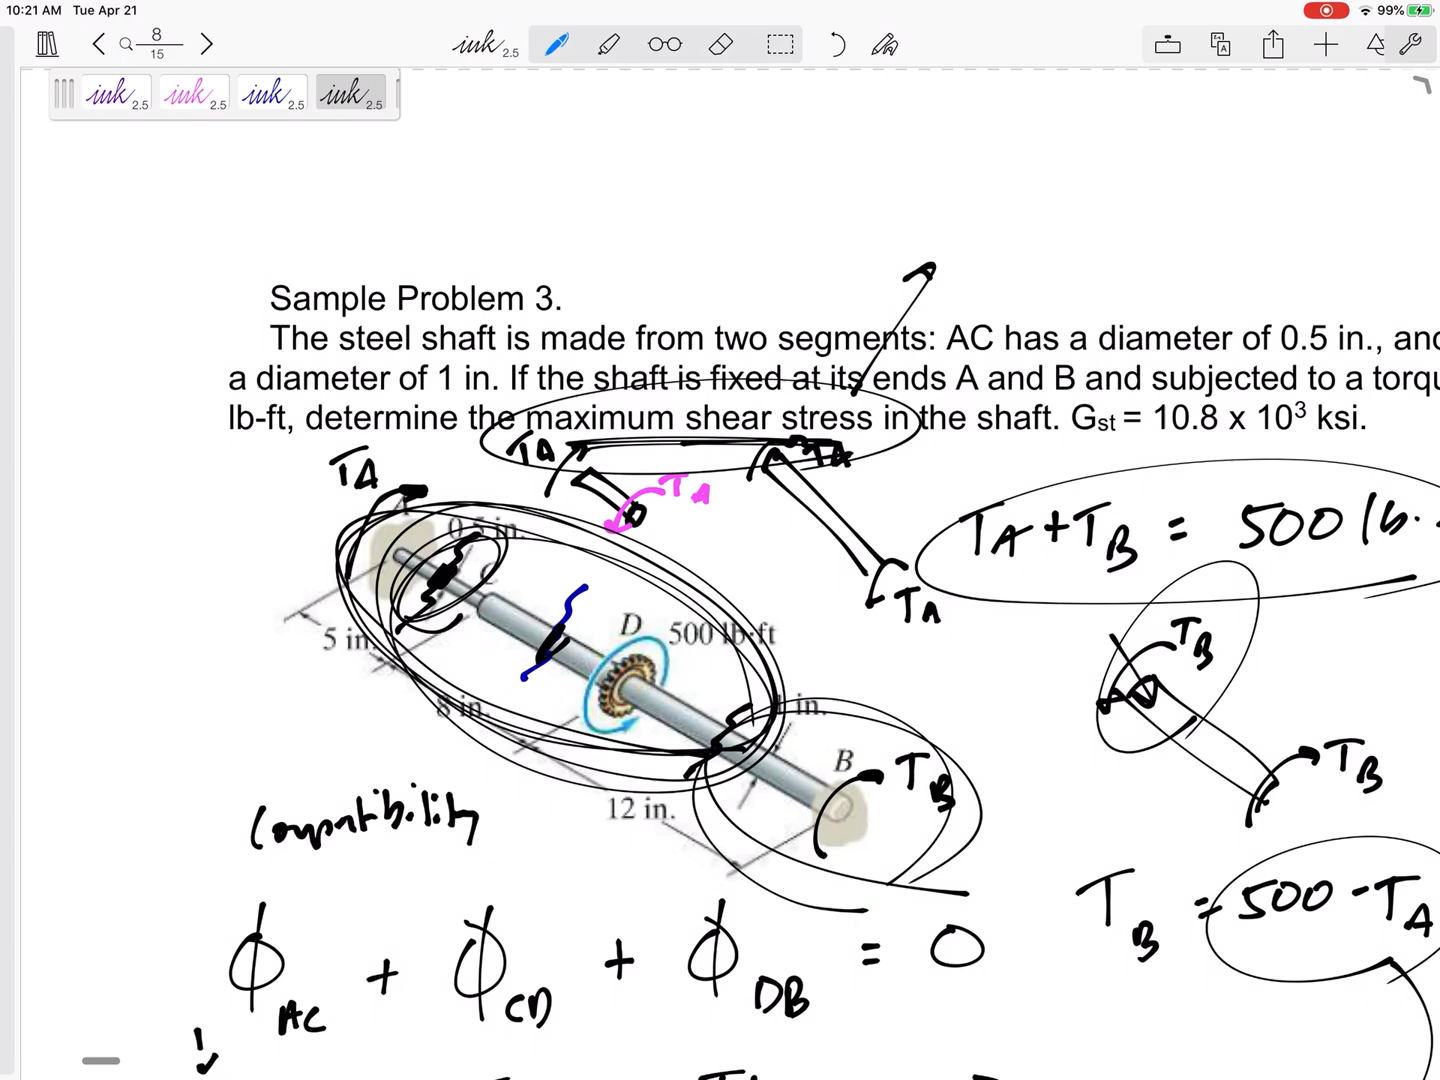 10:21 AM Tue Apr 21
99%
8
15
ink 2.5
ink 2.5
ink 2.5
ink 2.5
ink 2.5
Sample Problem 3.
The steel shaft is made from two segments: AC has a diameter of 0.5 in., and
a diameter of 1 in. If the shaft is fixed at its ends A and B and subjected to a torqu
lb-ft, determine the maximum shear stress in the shaft. Gst = 10.8 x 10³ ksi.
TA
TA
TA
TA
TA
TA + TB = 500 lb.
A
0.5 in.
C
5 in.
D
500 lb·ft
8 in.
1 in.
B
12 in.
TB
TB
TB
Compatibility
TB = 500 - TA
ϕAC + ϕCD + ϕDB = 0